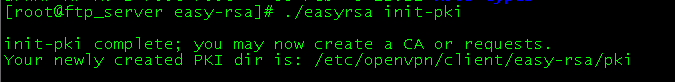 [root@ftp_server easy-rsa]# ./easyrsa init-pki
init-pki complete; you may now create a CA or requests.
Your newly created PKI dir is: /etc/openvpn/client/easy-rsa/pki